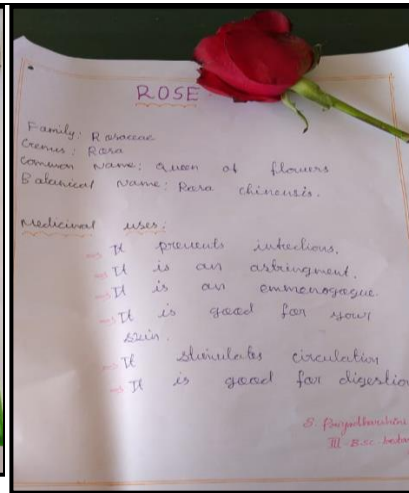 ROSE
Family: Rosaceae
Genus: Rosa
Common Name: Queen of flowers
Botanical Name: Rosa chinensis.
Medicinal uses:
→ It prevents infections.
→ It is an astringment.
→ It is an emmonogogue.
→ It is good for your
skin.
→ It stimulates circulation
→ It is good for digestion
III - B.Sc.